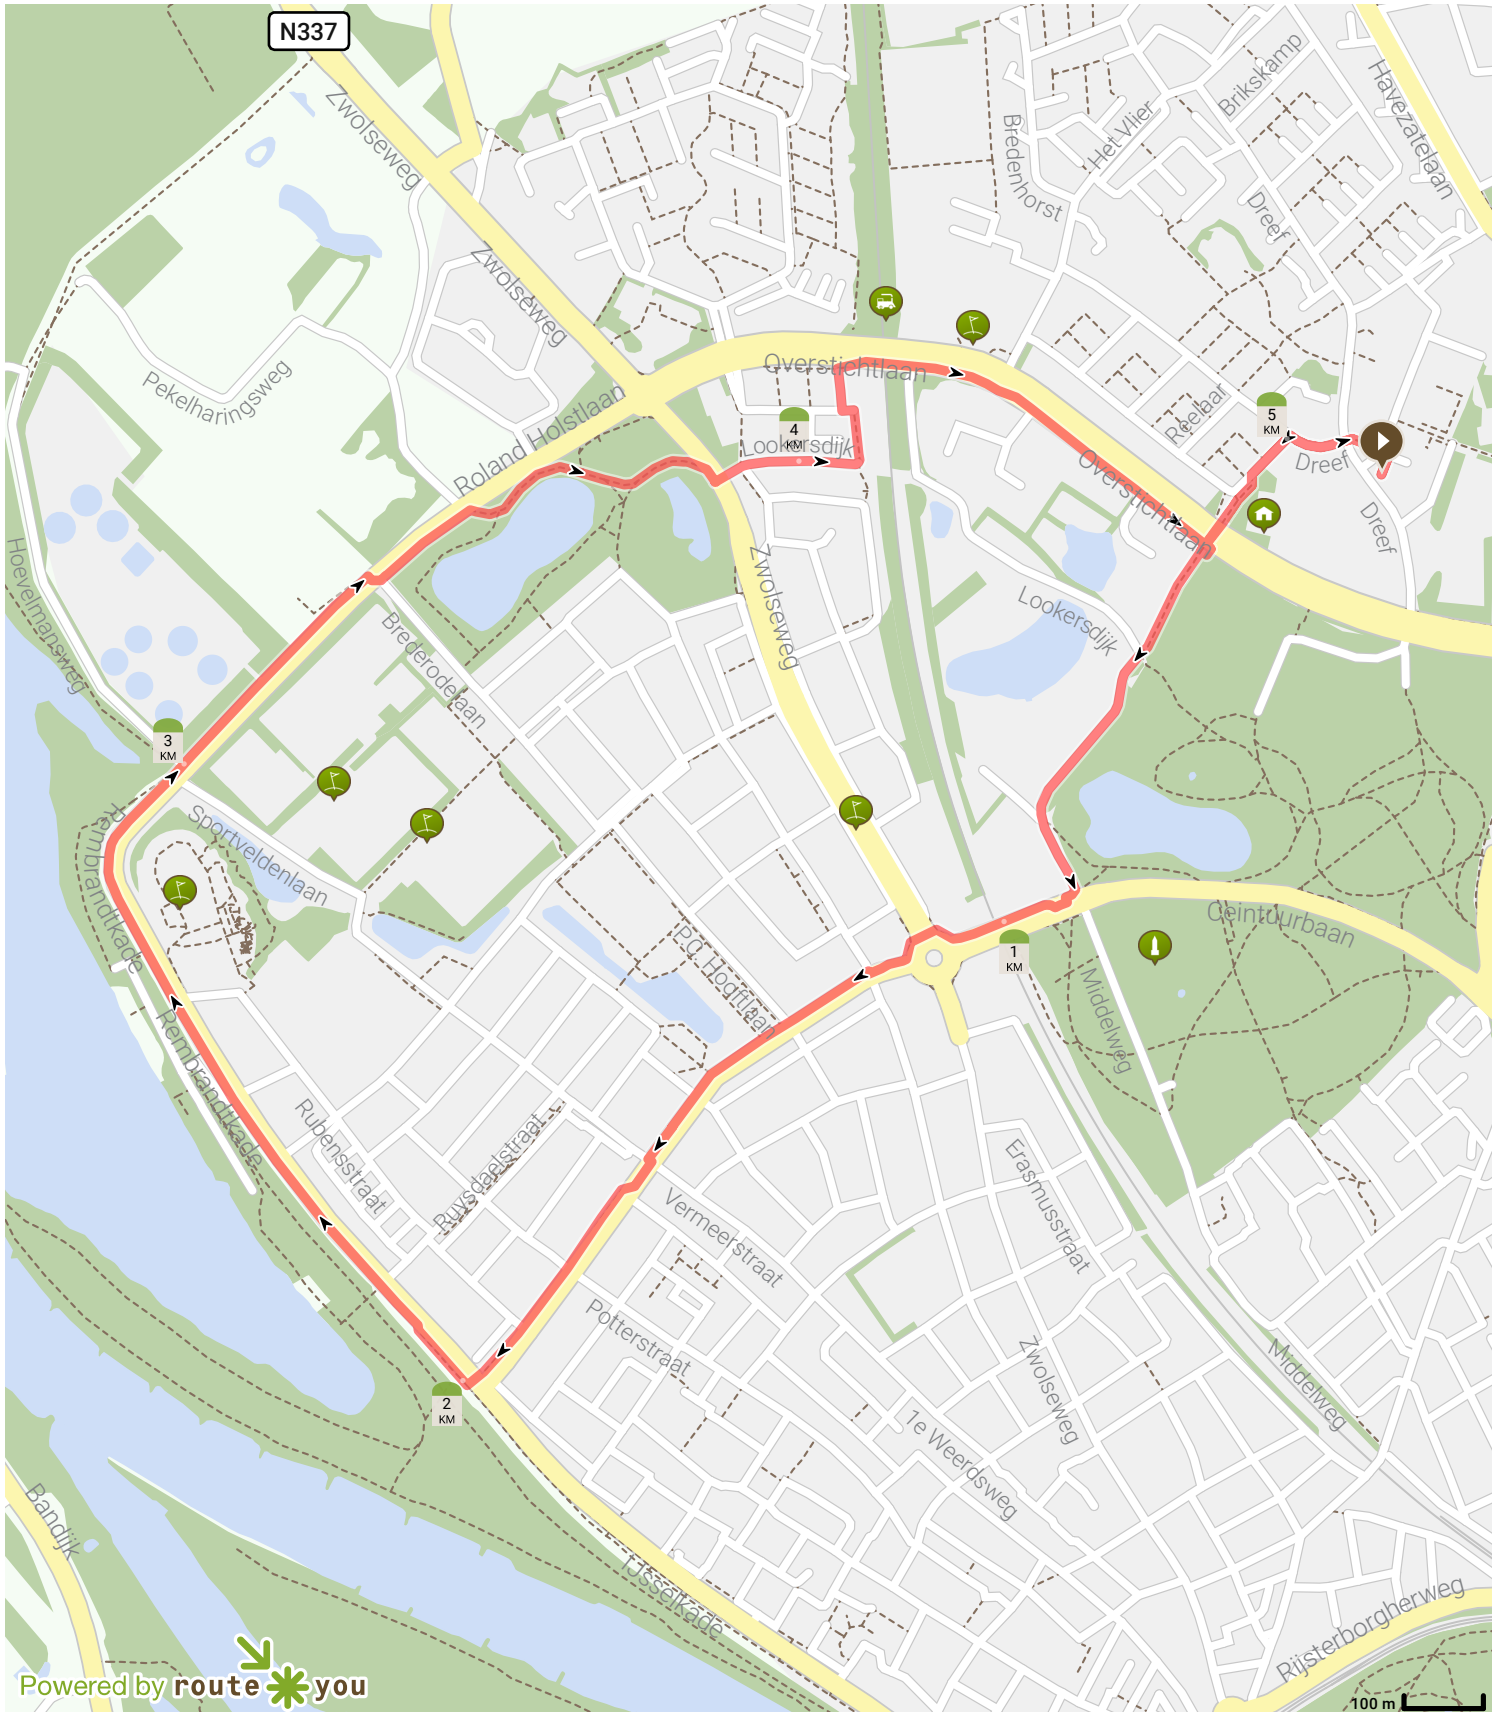 N337
Zwolseweg
Havezatelaan
Brikskamp
Het Vlier
Bredenhorst
Dreef
Zwolseweg
Pekelharingsweg
Overstichtlaan
Roland Holstlaan
Reelaar
4
KM
Lookersdijk
5
KM
Dreef
Overstichtlaan
Dreef
Hoevelmansweg
Zwolseweg
Lookersdijk
Brederodelaan
3
KM
Rembrandtkade
Sportveldenlaan
P.C. Hooftlaan
Ceintuurbaan
1
KM
Middelweg
Rembrandtkade
Rubensstraat
Ruysdaelstraat
Erasmusstraat
Vermeerstraat
Potterstraat
Zwolseweg
Middelweg
2
KM
1e Weerdsweg
Bandijk
IJsselkade
Rijsterborgherweg
Powered by route you
100 m